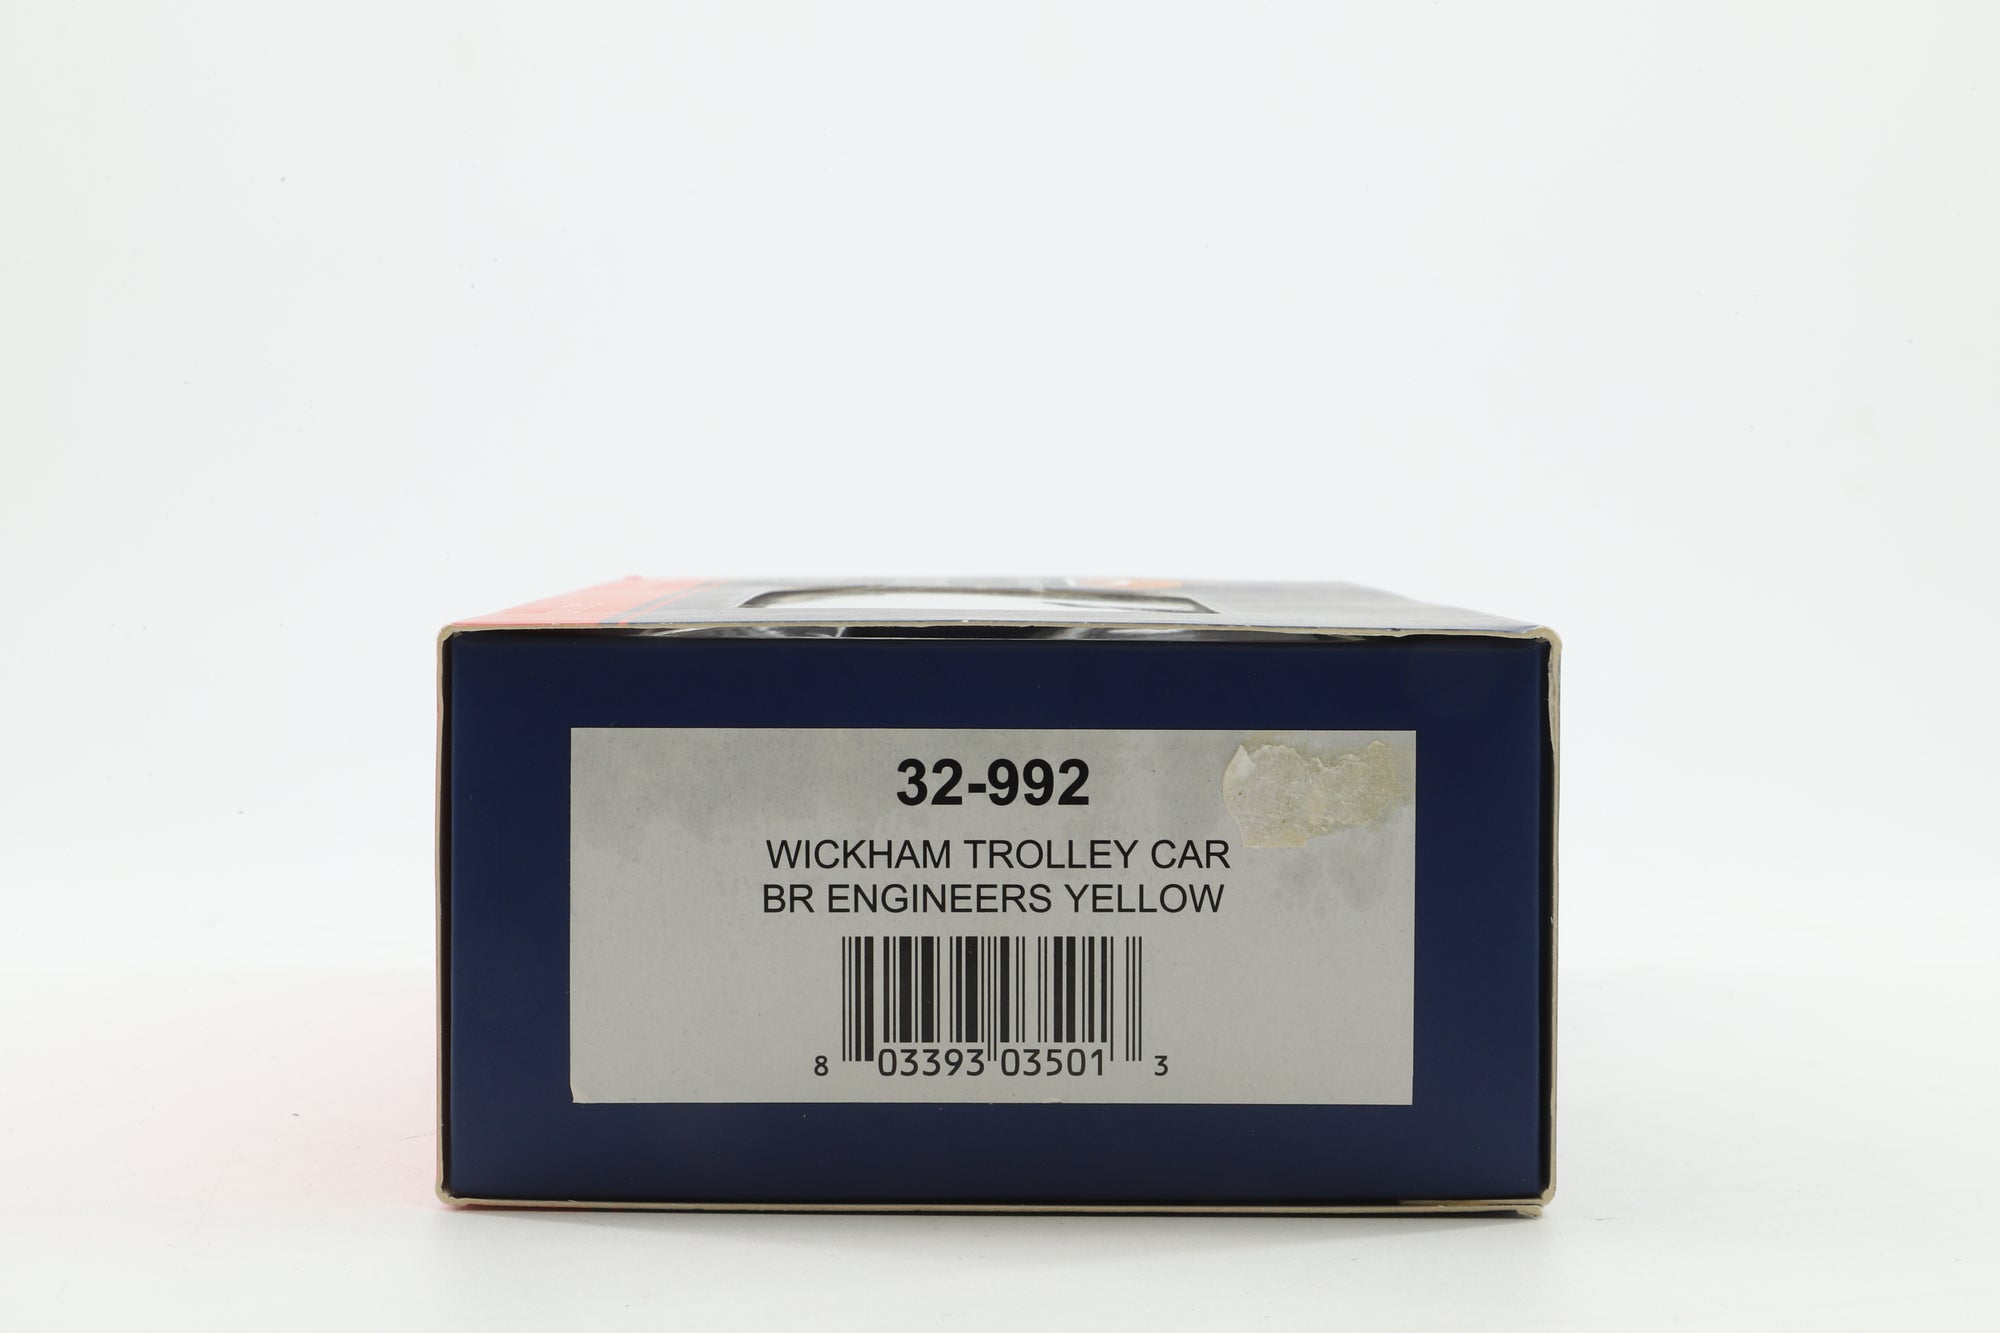 32-992
WICKHAM TROLLEY CAR
BR ENGINEERS YELLOW
8 03393 03501 3